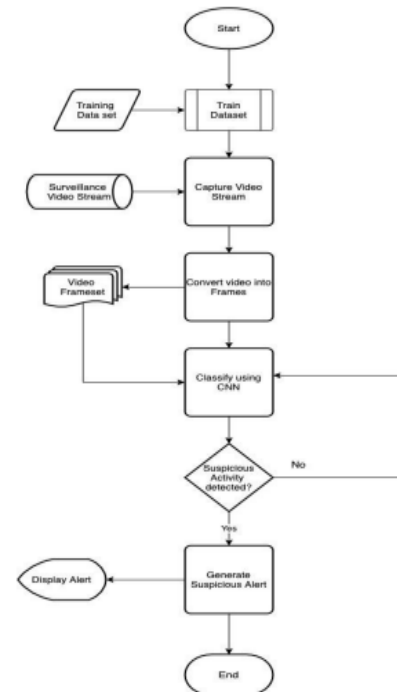 Start
Training
Data set
Train
Dataset
Surveillance
Video Stream
Capture Video
Stream
Video
Frameset
Convert video into
Frames
Classify using
CNN
Suspicious
Activity
detected?
No
Yes
Display Alert
Generate
Suspicious Alert
End